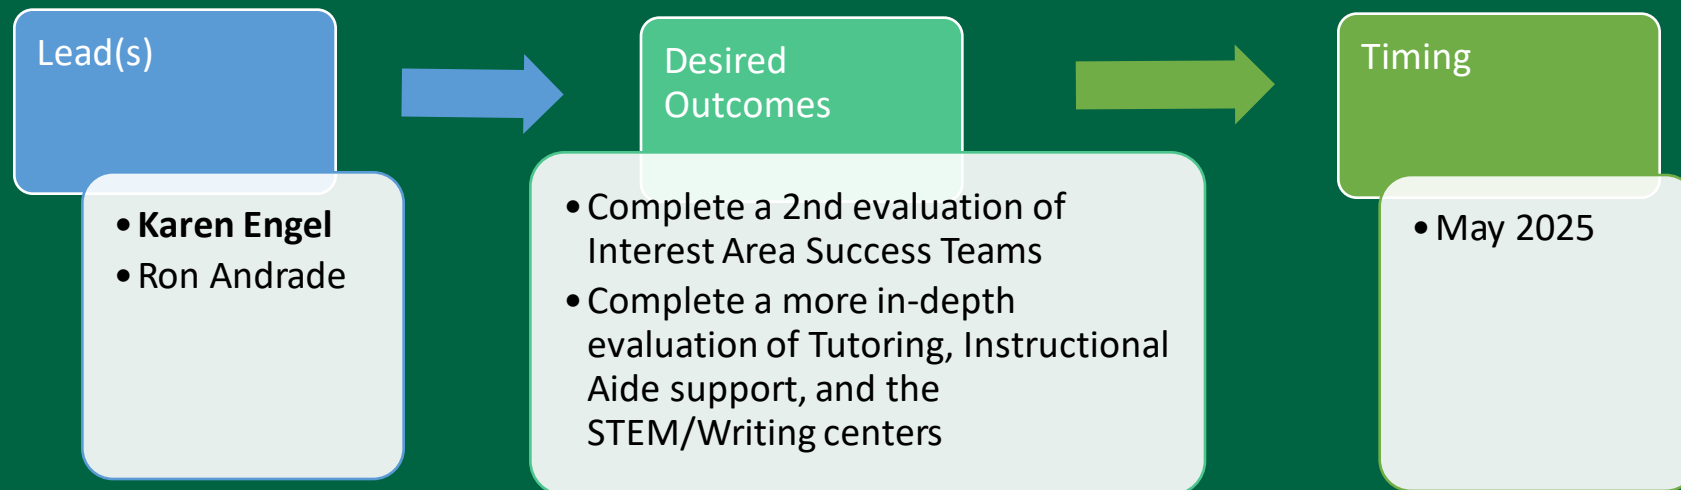 Lead(s)
• Karen Engel
• Ron Andrade
Desired
Outcomes
• Complete a 2nd evaluation of
Interest Area Success Teams
• Complete a more in-depth
evaluation of Tutoring, Instructional
Aide support, and the
STEM/Writing centers
Timing
• May 2025